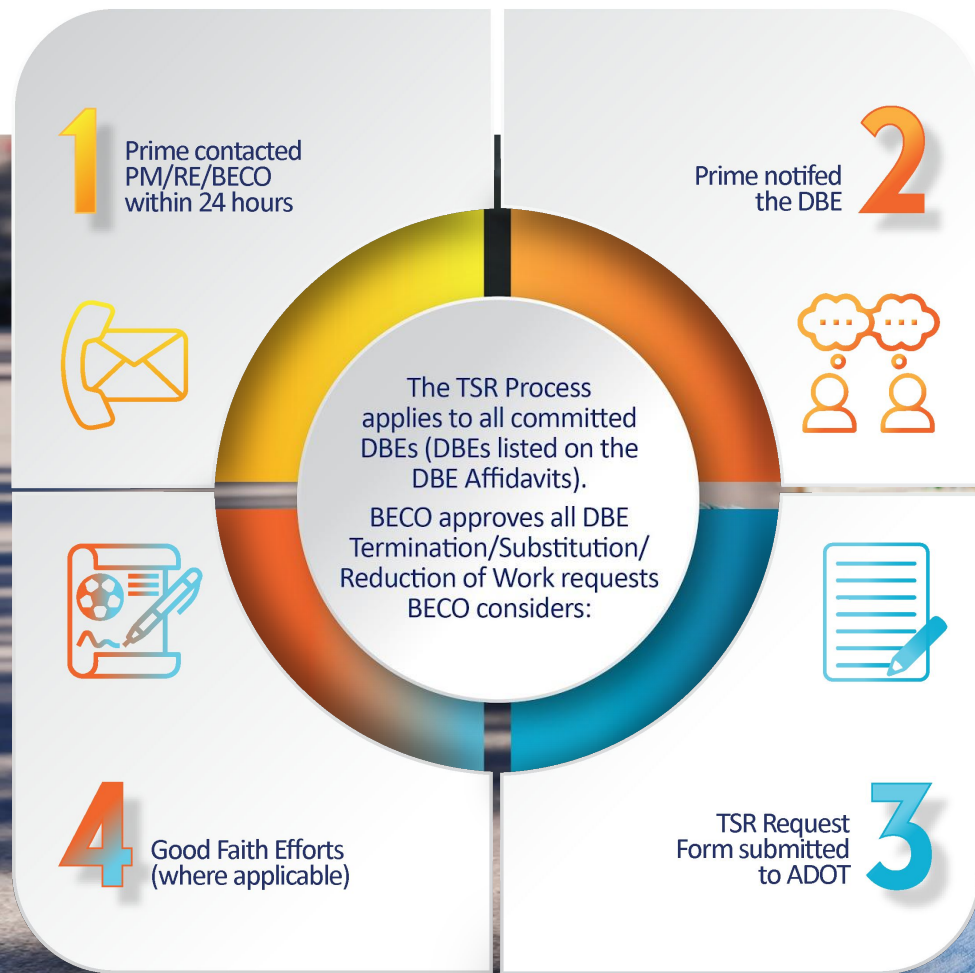 1
Prime contacted
PM/RE/BECO
within 24 hours
2
Prime notifed
the DBE
The TSR Process
applies to all committed
DBEs (DBEs listed on the
DBE Affidavits).
BECO approves all DBE
Termination/Substitution/
Reduction of Work requests
BECO considers:
3
TSR Request
Form submitted
to ADOT
4
Good Faith Efforts
(where applicable)